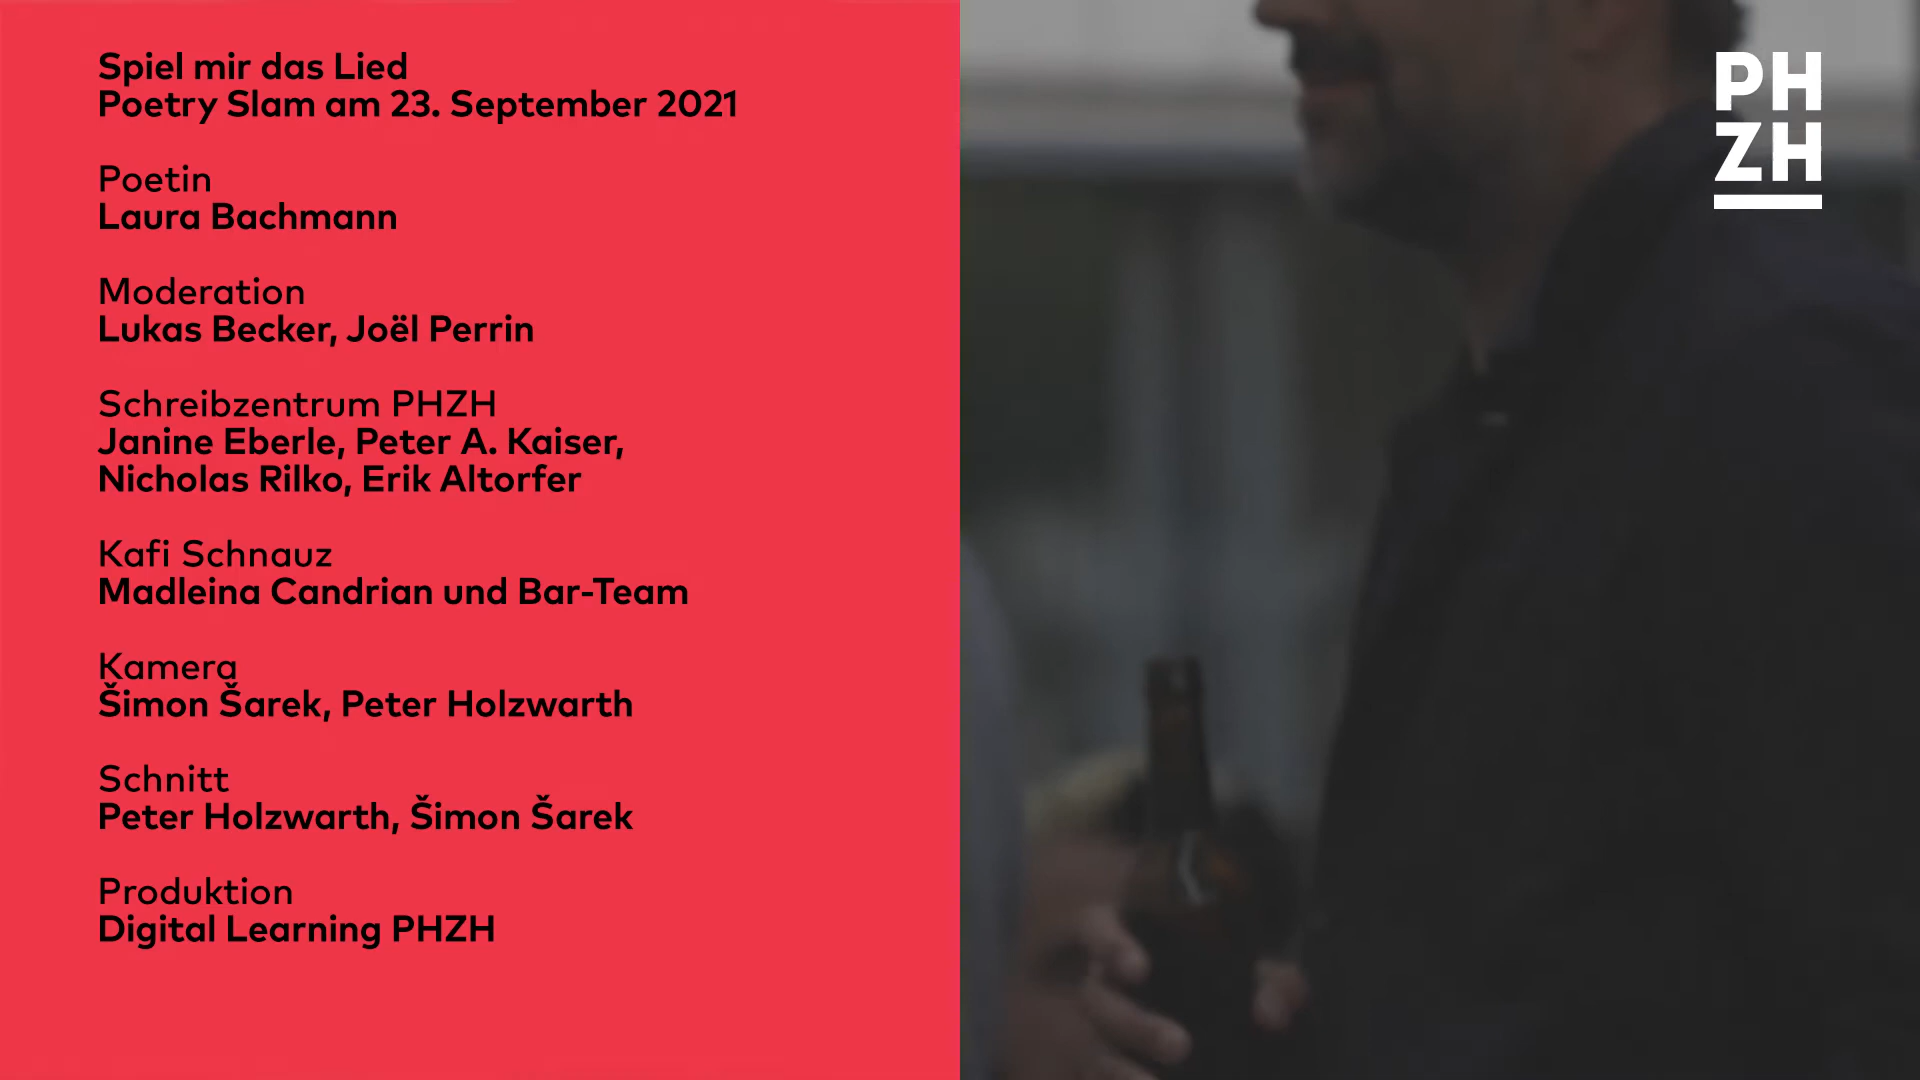 Spiel mir das Lied
Poetry Slam am 23. September 2021
Poetin
Laura Bachmann
Moderation
Lukas Becker, Joël Perrin
Schreibzentrum PHZH
Janine Eberle, Peter A. Kaiser,
Nicholas Rilko, Erik Altorfer
Kafi Schnauz
Madleina Candrian und Bar-Team
Kamera
Šimon Šarek, Peter Holzwarth
Schnitt
Peter Holzwarth, Šimon Šarek
Produktion
Digital Learning PHZH
PH
ZH